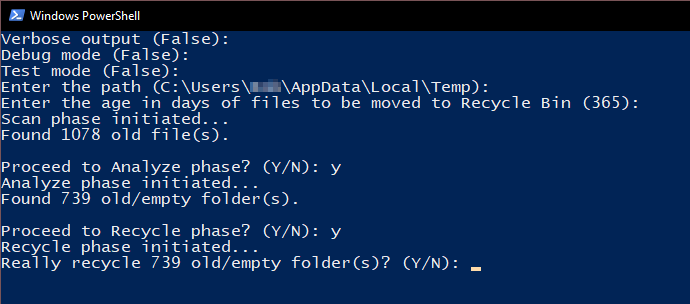 Windows PowerShell
Verbose output (False):
Debug mode (False):
Test mode (False):
Enter the path (C:\Users\ \AppData\Local\Temp):
Enter the age in days of files to be moved to Recycle Bin (365):
Scan phase initiated...
Found 1078 old file(s).
Proceed to Analyze phase? (Y/N): y
Analyze phase initiated...
Found 739 old/empty folder(s).
Proceed to Recycle phase? (Y/N): y
Recycle phase initiated...
Really recycle 739 old/empty folder(s)? (Y/N):